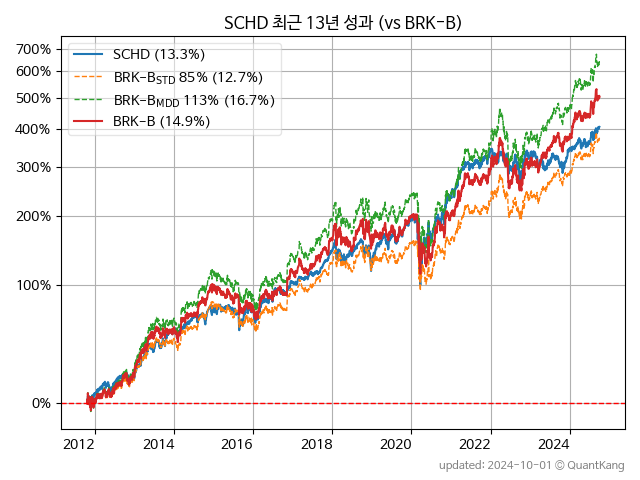 SCHD 최근 13년 성과 (vs BRK-B)
SCHD (13.3%)
BRK-B_STD 85% (12.7%)
BRK-B_MDD 113% (16.7%)
BRK-B (14.9%)
700%
600%
500%
400%
300%
200%
100%
0%
2012 2014 2016 2018 2020 2022 2024
updated: 2024-10-01 © QuantKang